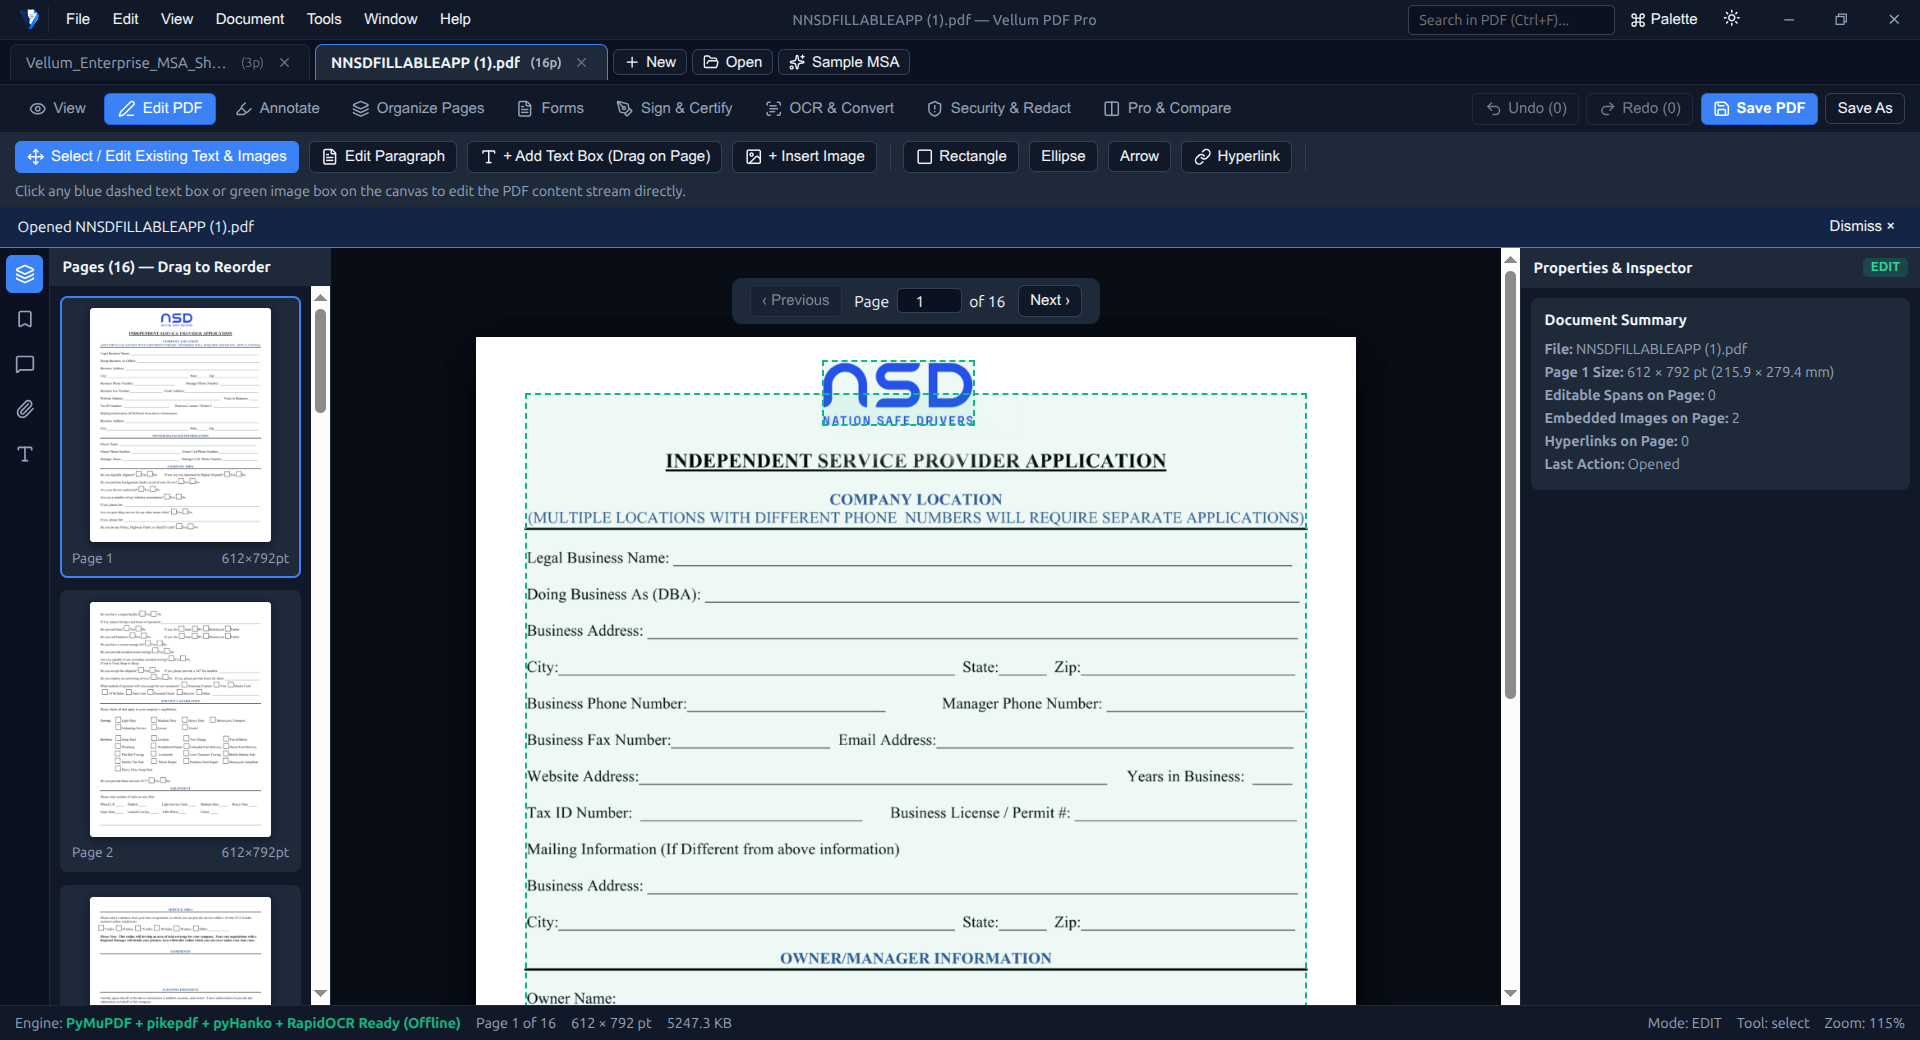 File Edit View Document Tools Window Help
NNSDFILLABLEAPP (1).pdf — Vellum PDF Pro
Search in PDF (Ctrl+F)...
Palette
Vellum_Enterprise_MSA_Sh... (3p) ×
NNSDFILLABLEAPP (1).pdf (16p) ×
+ New
Open
Sample MSA
View
Edit PDF
Annotate
Organize Pages
Forms
Sign & Certify
OCR & Convert
Security & Redact
Pro & Compare
Undo (0)
Redo (0)
Save PDF
Save As
Select / Edit Existing Text & Images
Edit Paragraph
+ Add Text Box (Drag on Page)
+ Insert Image
Rectangle
Ellipse
Arrow
Hyperlink
Click any blue dashed text box or green image box on the canvas to edit the PDF content stream directly.
Opened NNSDFILLABLEAPP (1).pdf
Dismiss ×
Pages (16) — Drag to Reorder
Page 1 612×792pt
Page 2 612×792pt
‹ Previous Page 1 of 16 Next ›
NSD
NATION SAFE DRIVERS
INDEPENDENT SERVICE PROVIDER APPLICATION
COMPANY LOCATION
(MULTIPLE LOCATIONS WITH DIFFERENT PHONE NUMBERS WILL REQUIRE SEPARATE APPLICATIONS)
Legal Business Name:
Doing Business As (DBA):
Business Address:
City: State: Zip:
Business Phone Number: Manager Phone Number:
Business Fax Number: Email Address:
Website Address: Years in Business:
Tax ID Number: Business License / Permit #:
Mailing Information (If Different from above information)
Business Address:
City: State: Zip:
OWNER/MANAGER INFORMATION
Owner Name:
Properties & Inspector
EDIT
Document Summary
File: NNSDFILLABLEAPP (1).pdf
Page 1 Size: 612 × 792 pt (215.9 × 279.4 mm)
Editable Spans on Page: 0
Embedded Images on Page: 2
Hyperlinks on Page: 0
Last Action: Opened
Engine: PyMuPDF + pikepdf + pyHanko + RapidOCR Ready (Offline) Page 1 of 16 612 × 792 pt 5247.3 KB
Mode: EDIT Tool: select Zoom: 115%